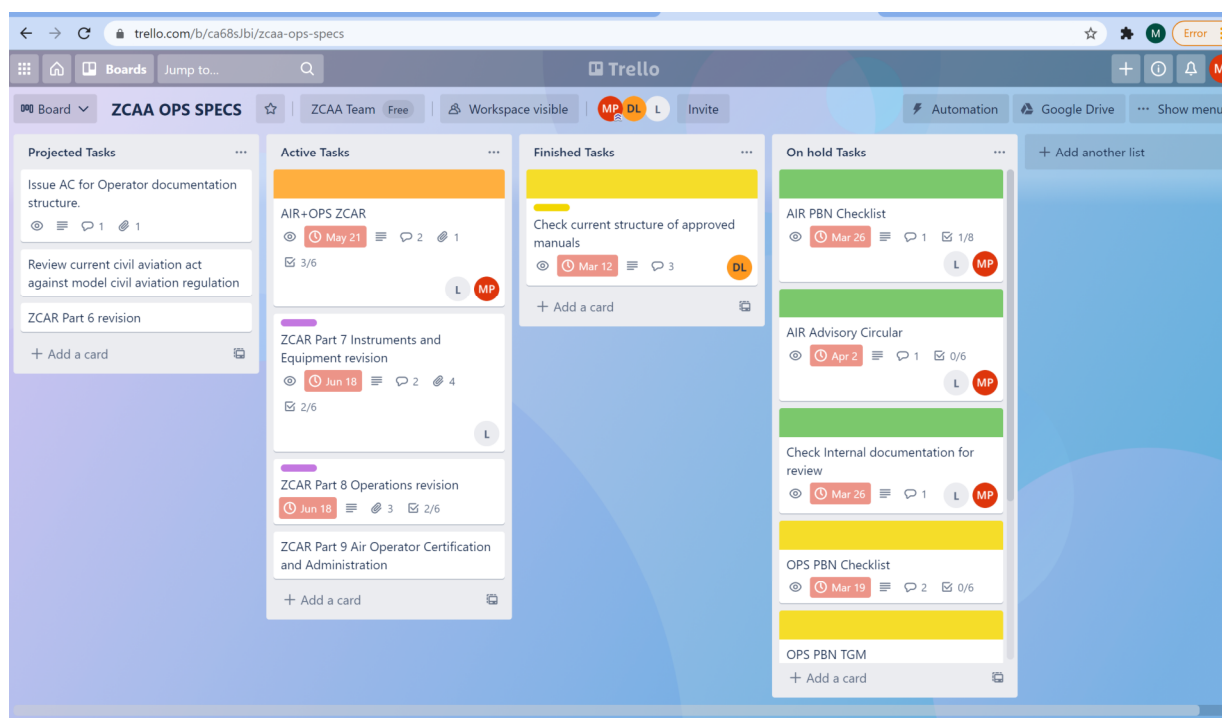 trello.com/b/ca68sJbi/zcaa-ops-specs
M
Error
Boards
Jump to...
Trello
Board
ZCAA OPS SPECS
ZCAA Team Free
Workspace visible
MP DL L
Invite
Automation
Google Drive
... Show menu
Projected Tasks
Issue AC for Operator documentation
structure.
1 1
Review current civil aviation act
against model civil aviation regulation
ZCAR Part 6 revision
+ Add a card
Active Tasks
AIR+OPS ZCAR
May 21 2 1
3/6
L MP
ZCAR Part 7 Instruments and
Equipment revision
Jun 18 2 4
2/6
L
ZCAR Part 8 Operations revision
Jun 18 3 2/6
ZCAR Part 9 Air Operator Certification
and Administration
+ Add a card
Finished Tasks
Check current structure of approved
manuals
Mar 12 3 DL
+ Add a card
On hold Tasks
AIR PBN Checklist
Mar 26 1 1/8
L MP
AIR Advisory Circular
Apr 2 1 0/6
L MP
Check Internal documentation for
review
Mar 26 1 L MP
OPS PBN Checklist
Mar 19 2 0/6
OPS PBN TGM
+ Add a card
+ Add another list